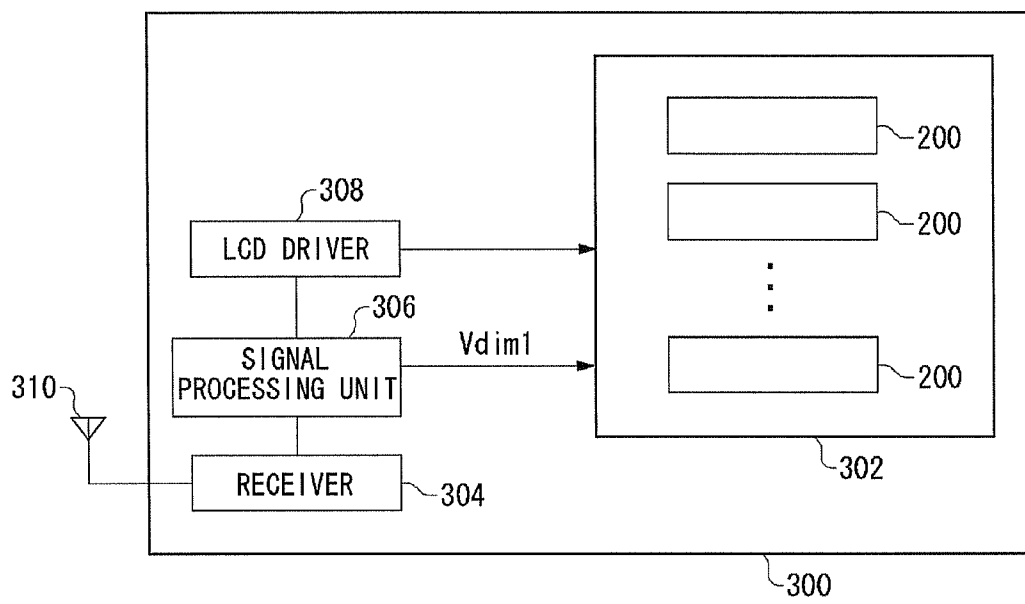 200
308
LCD DRIVER
200
306
SIGNAL
PROCESSING UNIT
Vdim1
200
310
302
RECEIVER
304
300